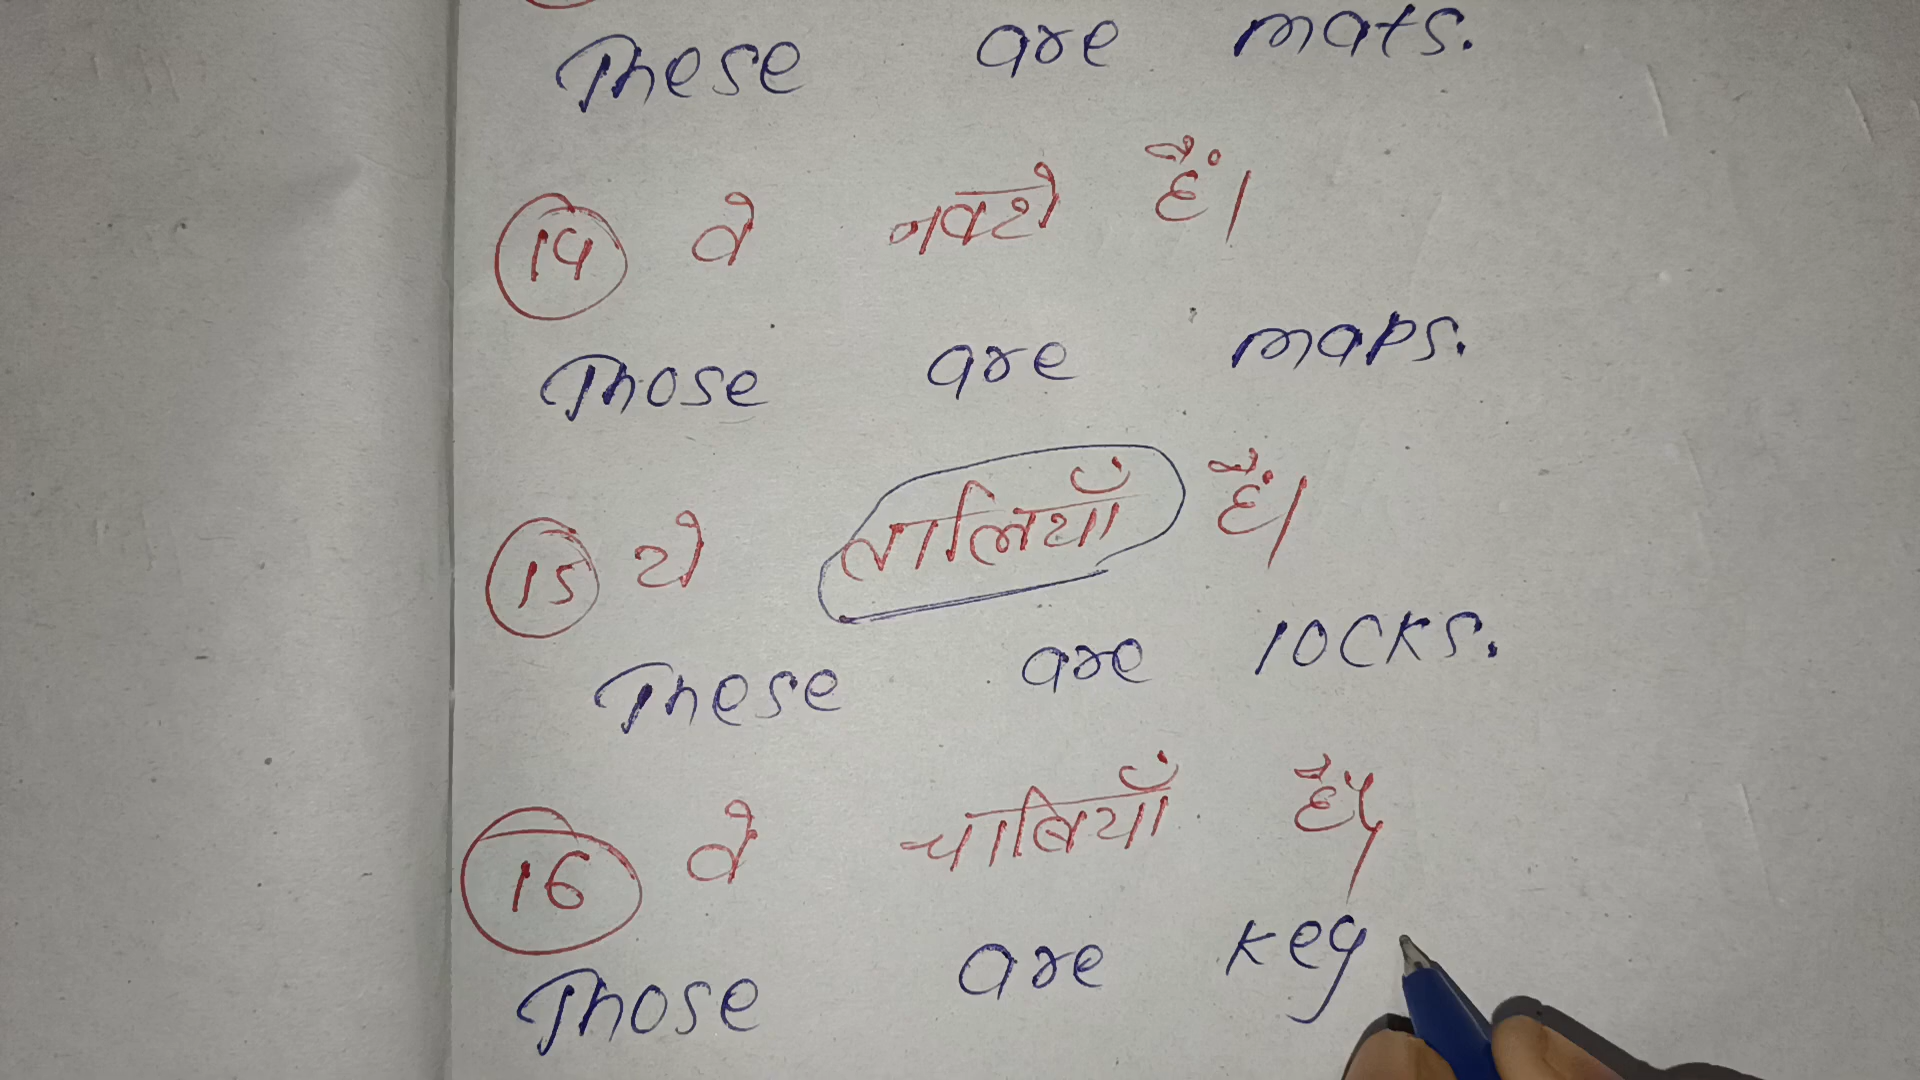 These are mats.
14 वे नक्शे हैं।
Those are maps.
15 ये तालियाँ हैं।
These are locks.
16 वे चाबियाँ हैं।
Those are key